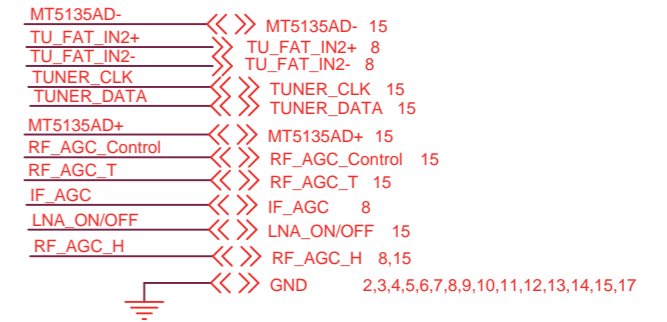 MT5135AD- MT5135AD- 15
TU_FAT_IN2+ TU_FAT_IN2+ 8
TU_FAT_IN2- TU_FAT_IN2- 8
TUNER_CLK TUNER_CLK 15
TUNER_DATA TUNER_DATA 15
MT5135AD+ MT5135AD+ 15
RF_AGC_Control RF_AGC_Control 15
RF_AGC_T RF_AGC_T 15
IF_AGC IF_AGC 8
LNA_ON/OFF LNA_ON/OFF 15
RF_AGC_H RF_AGC_H 8,15
GND 2,3,4,5,6,7,8,9,10,11,12,13,14,15,17